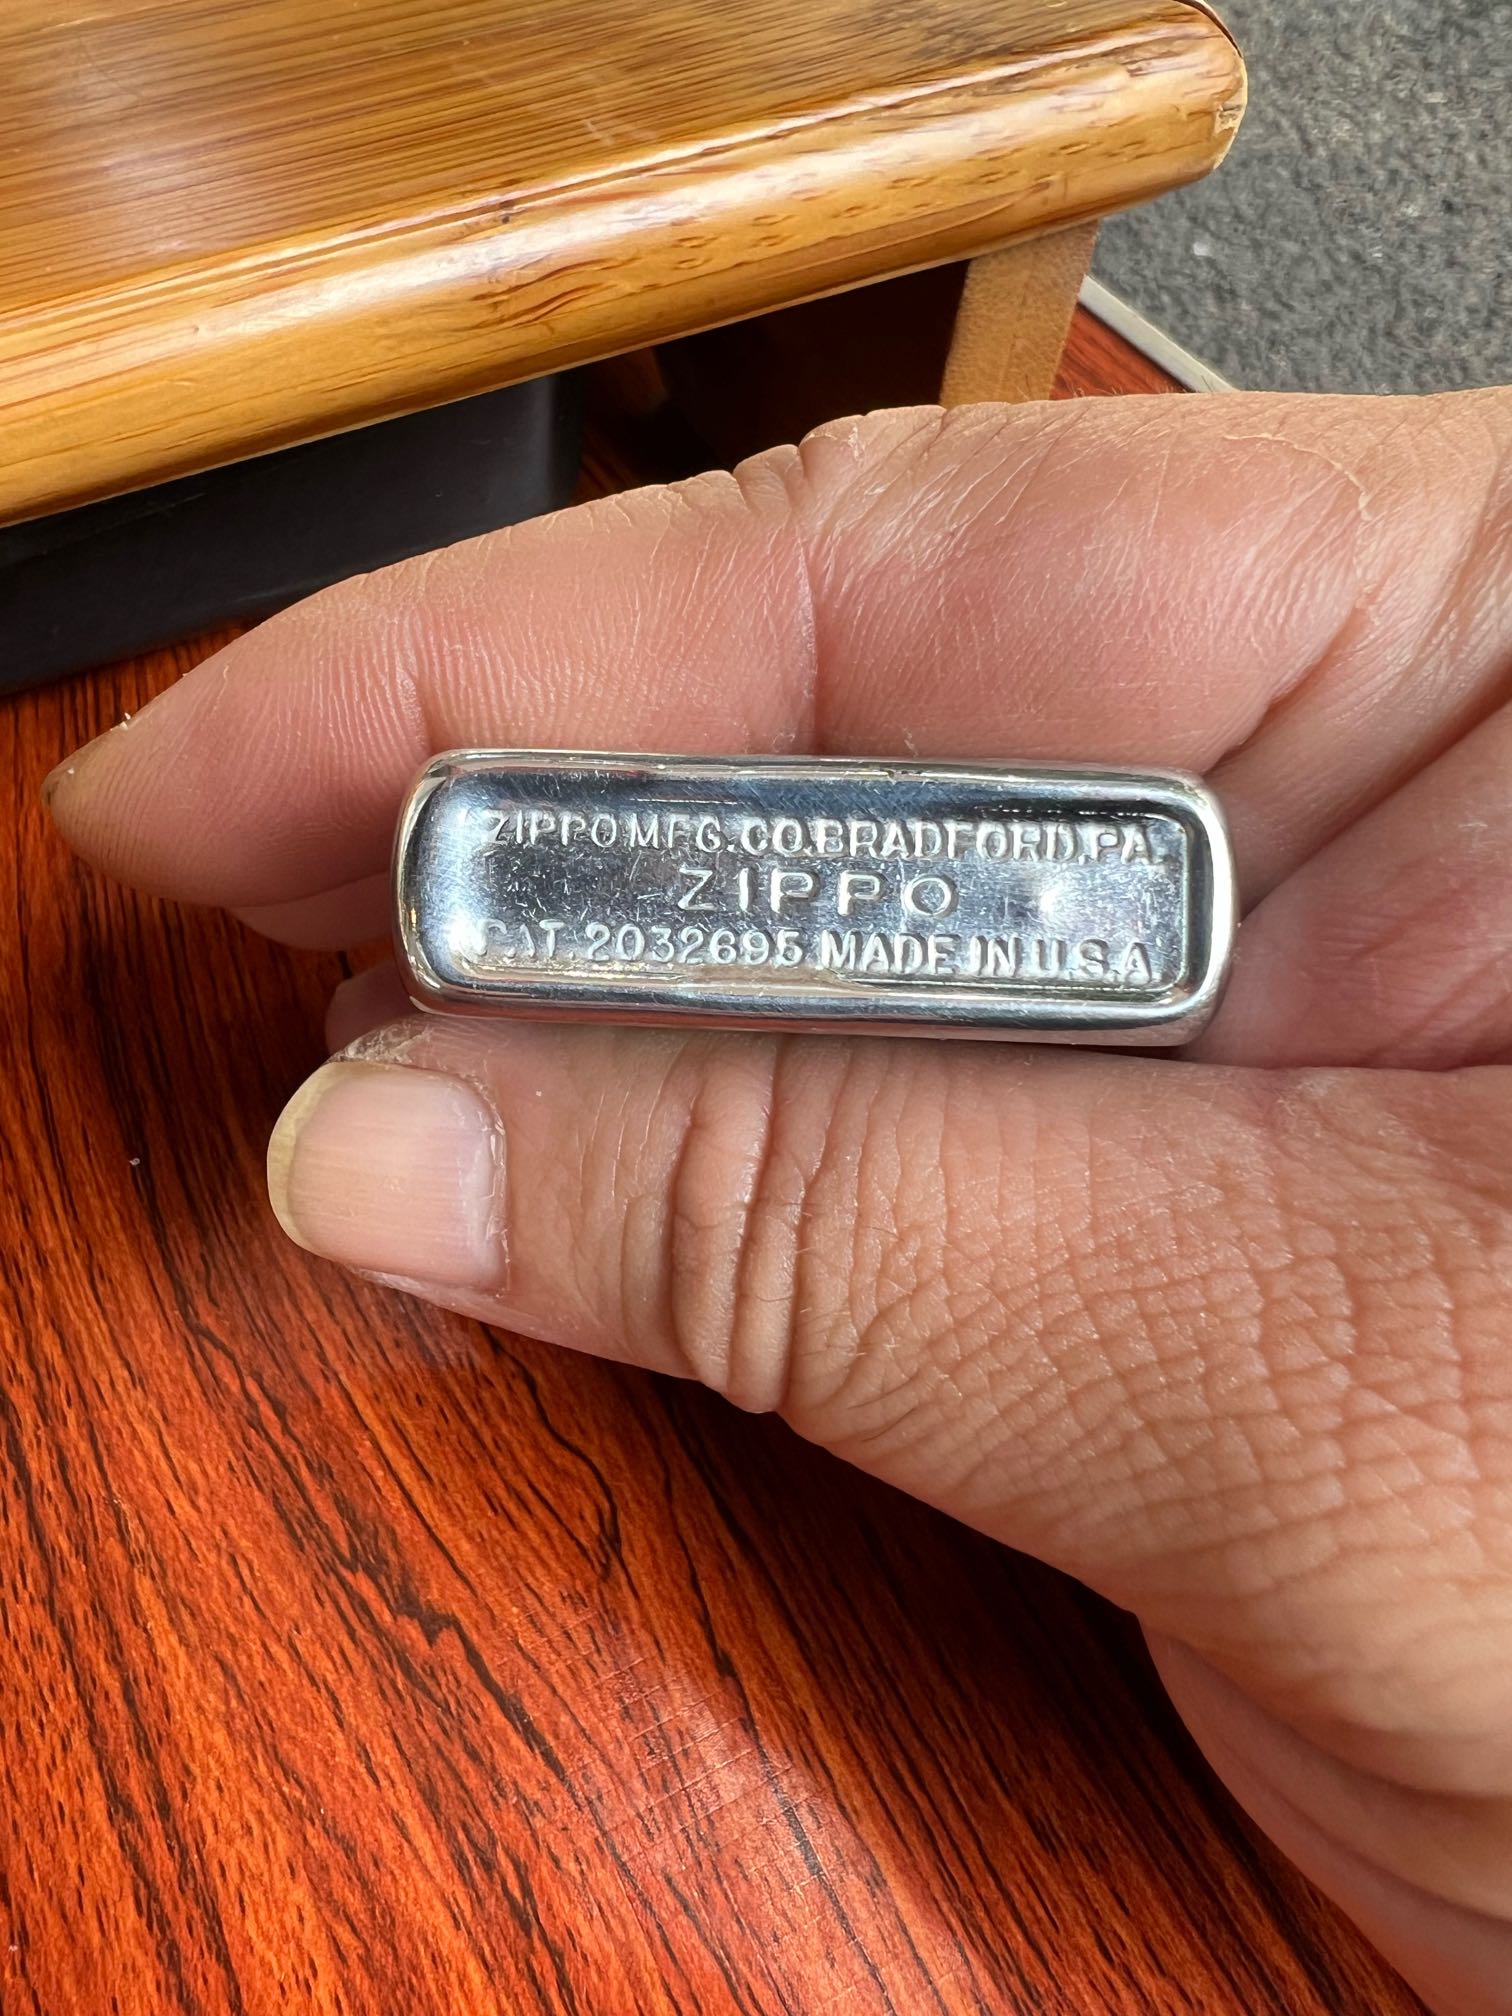 ZIPPO MFG. CO. BRADFORD, PA.
ZIPPO
PAT. 2032695 MADE IN U.S.A.